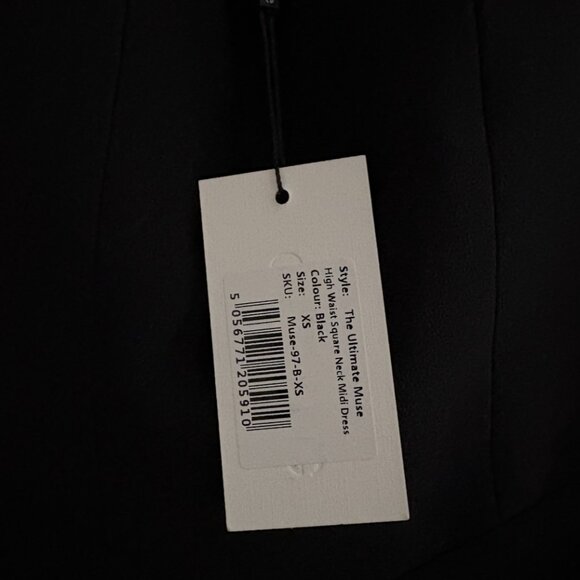 Style: The Ultimate Muse
High Waist Square Neck Midi Dress
Colour: Black
Size: XS
SKU: Muse-97-B-XS
5 056771 205910